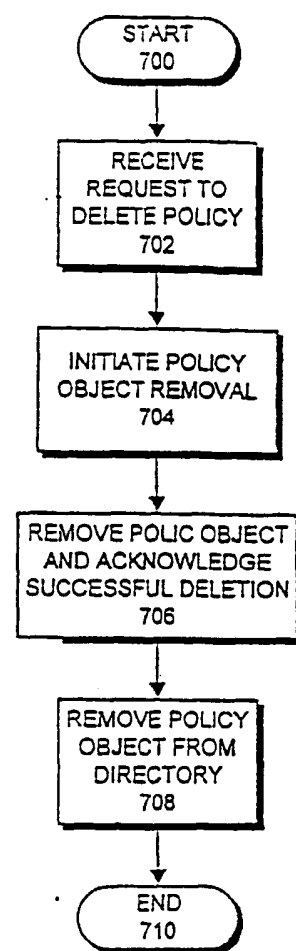 START
700
RECEIVE
REQUEST TO
DELETE POLICY
702
INITIATE POLICY
OBJECT REMOVAL
704
REMOVE POLIC OBJECT
AND ACKNOWLEDGE
SUCCESSFUL DELETION
706
REMOVE POLICY
OBJECT FROM
DIRECTORY
708
END
710